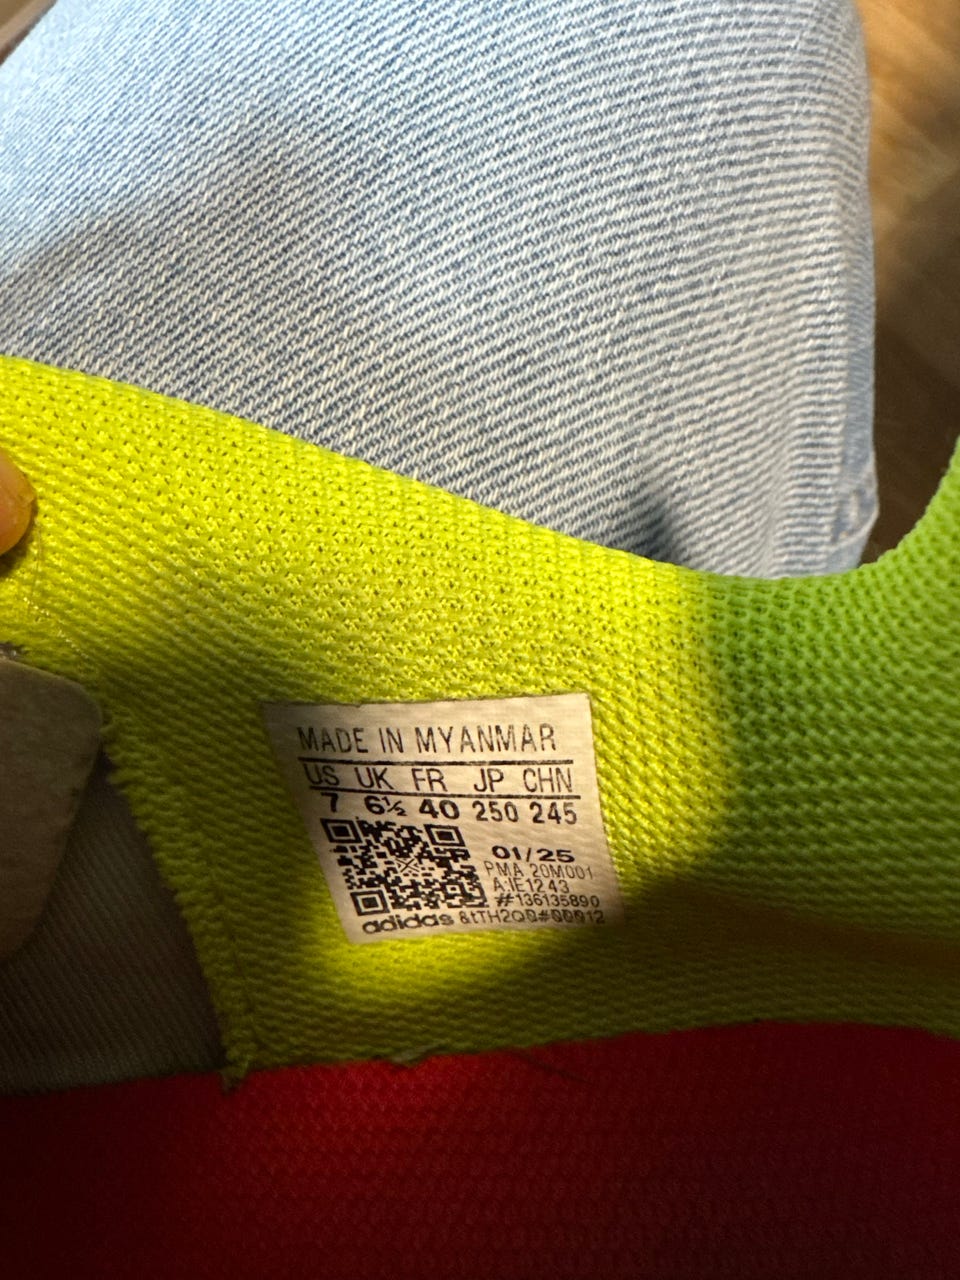 MADE IN MYANMAR
US UK FR JP CHN
7 6½ 40 250 245
01/25
PMA 20M001
A:IE1243
#136135890
adidas &tTH2Q0#00012